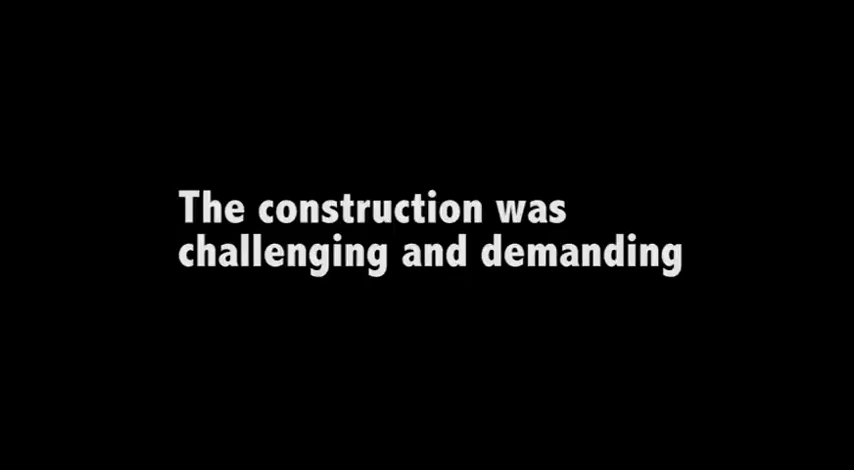 The construction was
challenging and demanding